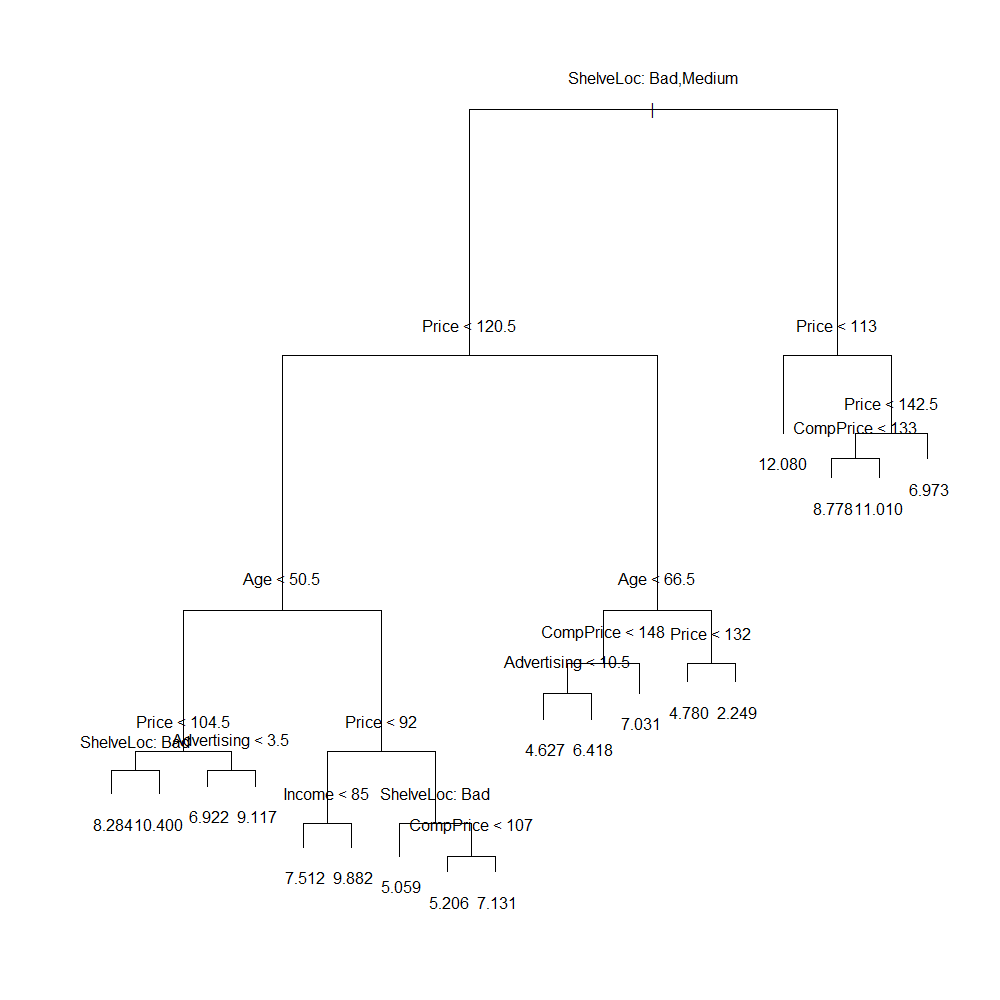 ShelveLoc: Bad,Medium
Price < 120.5
Price < 113
Price < 142.5
CompPrice < 133
12.080
6.973
8.778
11.010
Age < 50.5
Age < 66.5
CompPrice < 148
Price < 132
Advertising < 10.5
7.031
4.780
2.249
4.627
6.418
Price < 104.5
Price < 92
ShelveLoc: Bad
Advertising < 3.5
Income < 85
ShelveLoc: Bad
8.284
10.400
6.922
9.117
CompPrice < 107
7.512
9.882
5.059
5.206
7.131